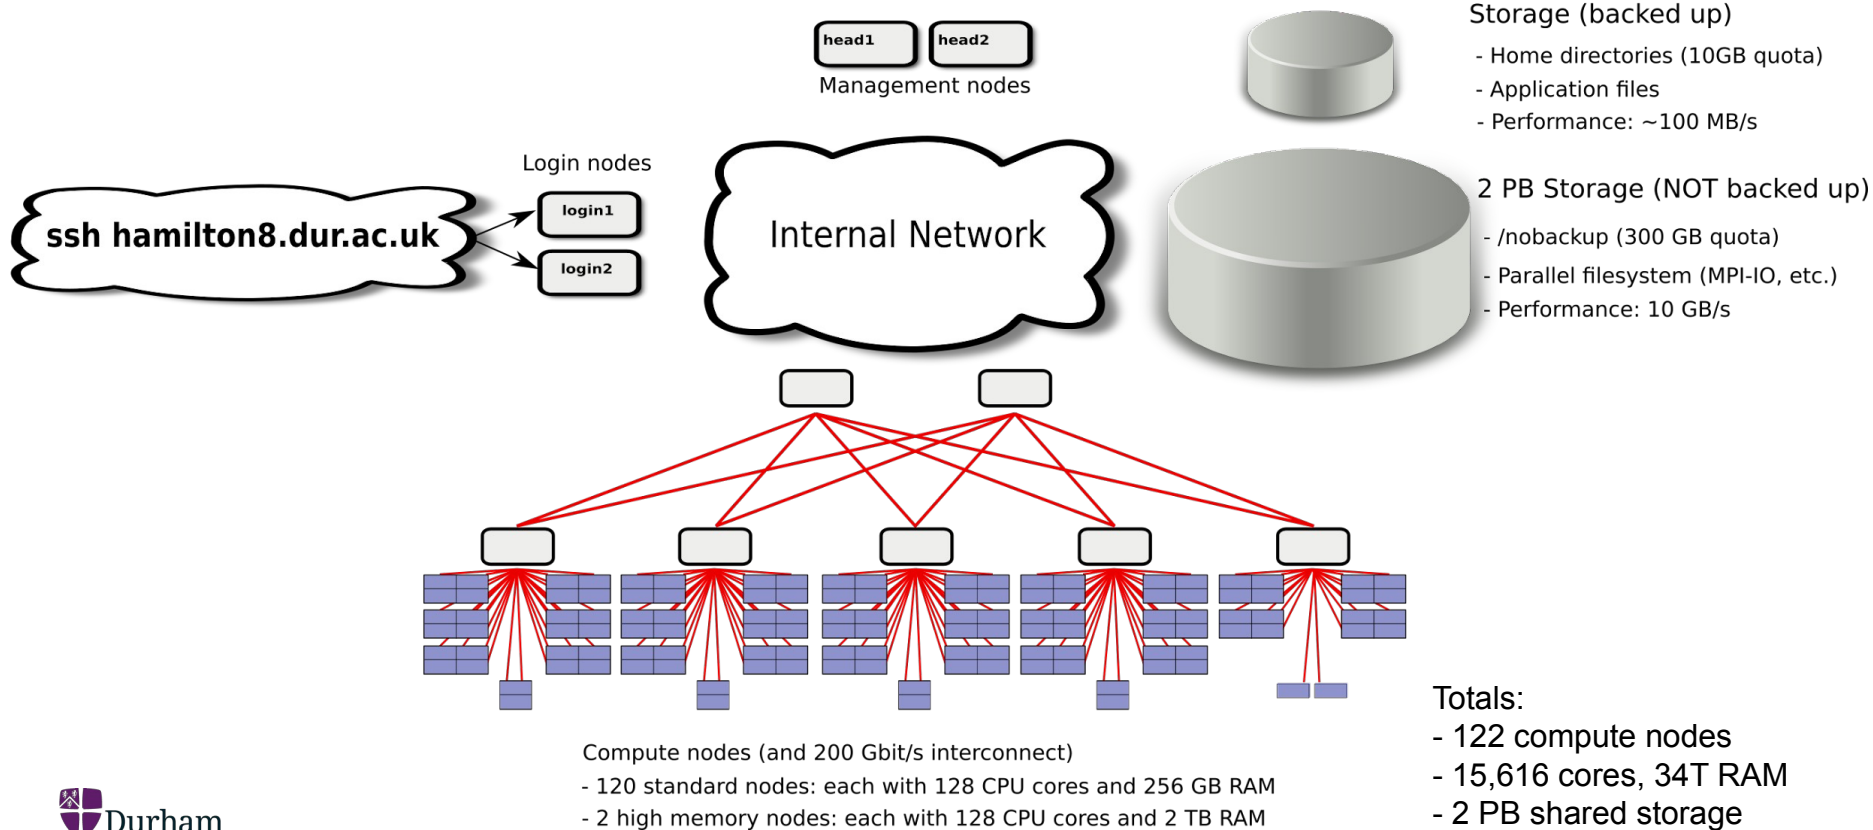 head1
head2
Management nodes
Storage (backed up)
- Home directories (10GB quota)
- Application files
- Performance: ~100 MB/s
Login nodes
ssh hamilton8.dur.ac.uk
login1
login2
Internal Network
2 PB Storage (NOT backed up)
- /nobackup (300 GB quota)
- Parallel filesystem (MPI-IO, etc.)
- Performance: 10 GB/s
Compute nodes (and 200 Gbit/s interconnect)
- 120 standard nodes: each with 128 CPU cores and 256 GB RAM
- 2 high memory nodes: each with 128 CPU cores and 2 TB RAM
Totals:
- 122 compute nodes
- 15,616 cores, 34T RAM
- 2 PB shared storage
Durham